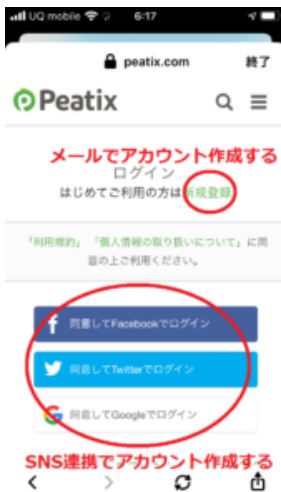 UQ mobile 6:17
peatix.com 終了
Peatix
メールでアカウント作成する
ログイン
はじめてご利用の方は新規登録
「利用規約」「個人情報の取り扱いについて」に同
意の上ご利用ください。
同意してFacebookでログイン
同意してTwitterでログイン
同意してGoogleでログイン
SNS連携でアカウント作成する